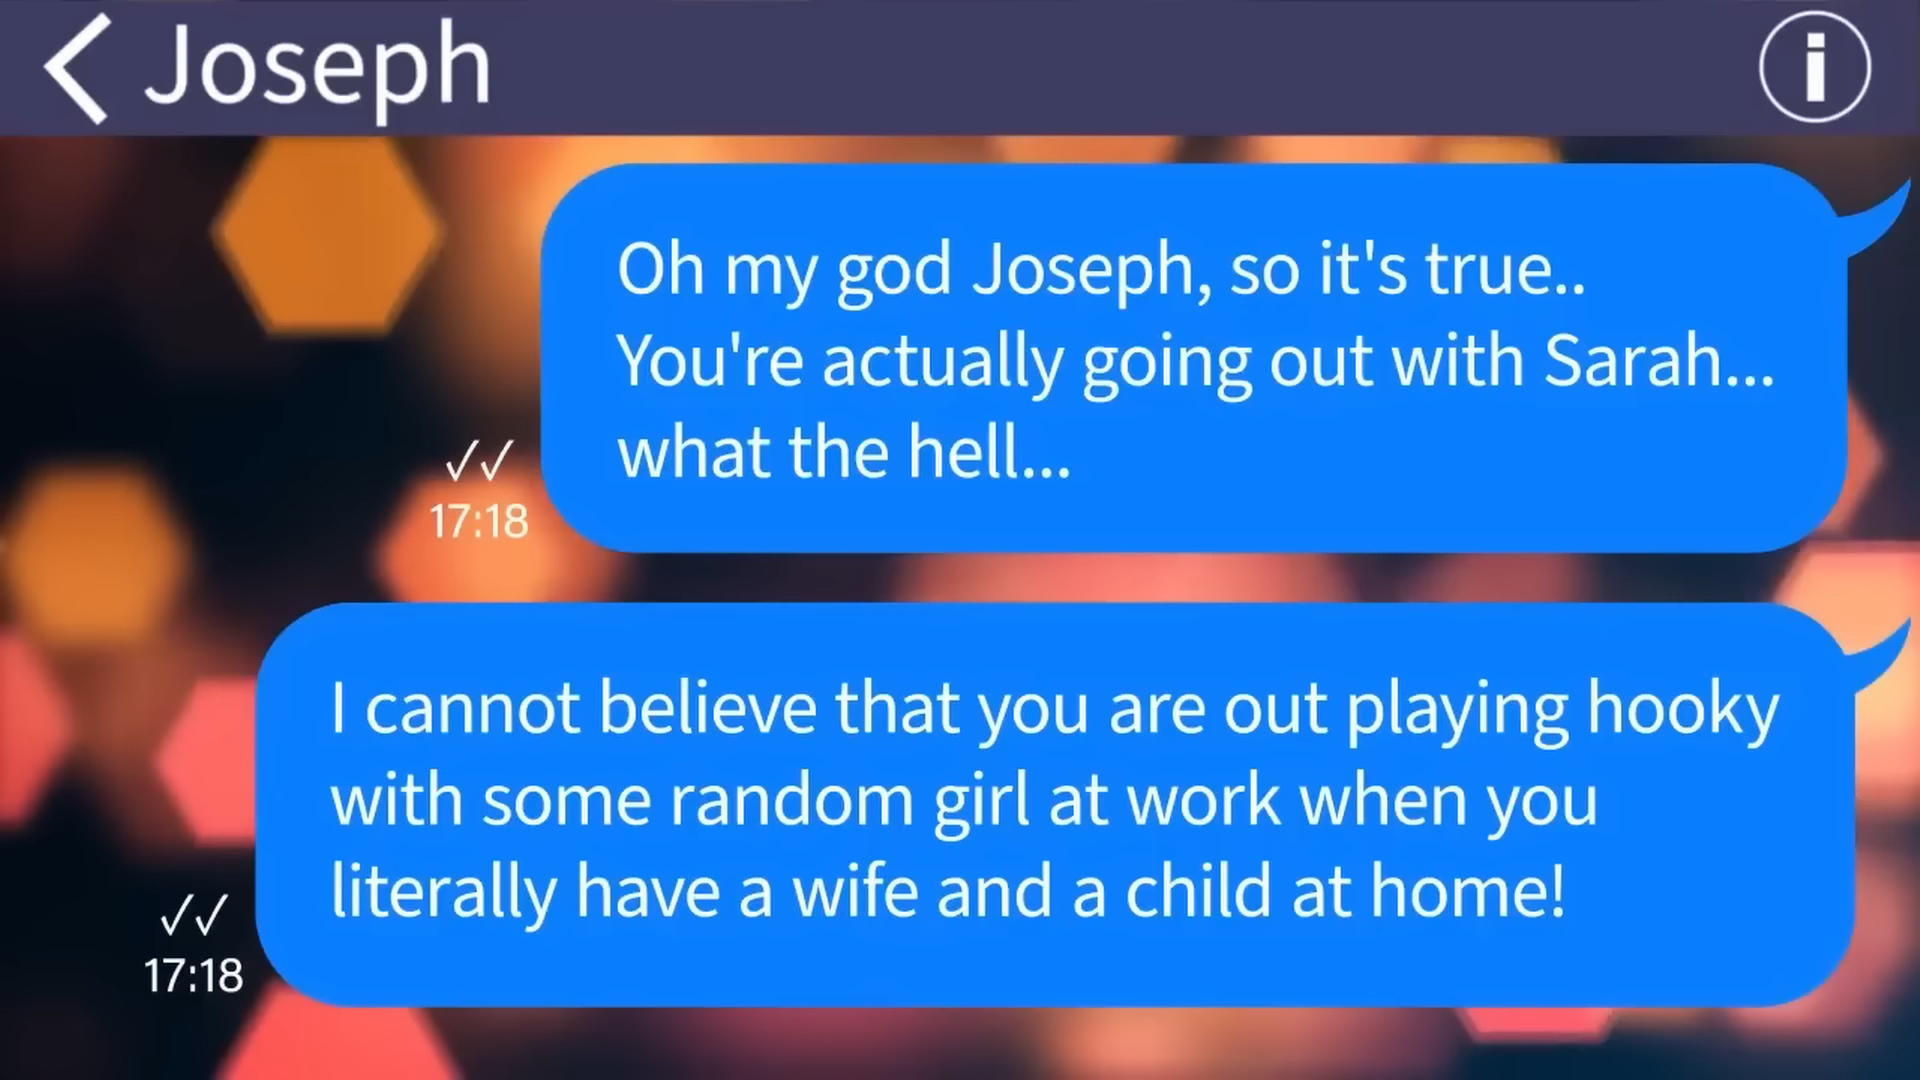 Joseph
Oh my god Joseph, so it's true..
You're actually going out with Sarah...
what the hell...
✓✓
17:18
I cannot believe that you are out playing hooky
with some random girl at work when you
literally have a wife and a child at home!
✓✓
17:18